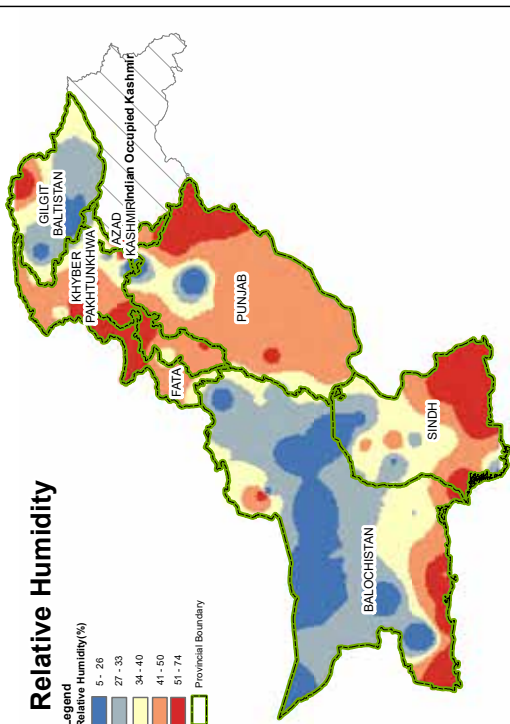 Relative Humidity
egend
Relative Humidity(%)
5 - 26
27 - 33
34 - 40
41 - 50
51 - 74
Provincial Boundary
GILGIT
BALTISTAN
KHYBER
PAKHTUNKHWA
AZAD
KASHMIR
Indian Occupied Kashmir
FATA
PUNJAB
BALOCHISTAN
SINDH